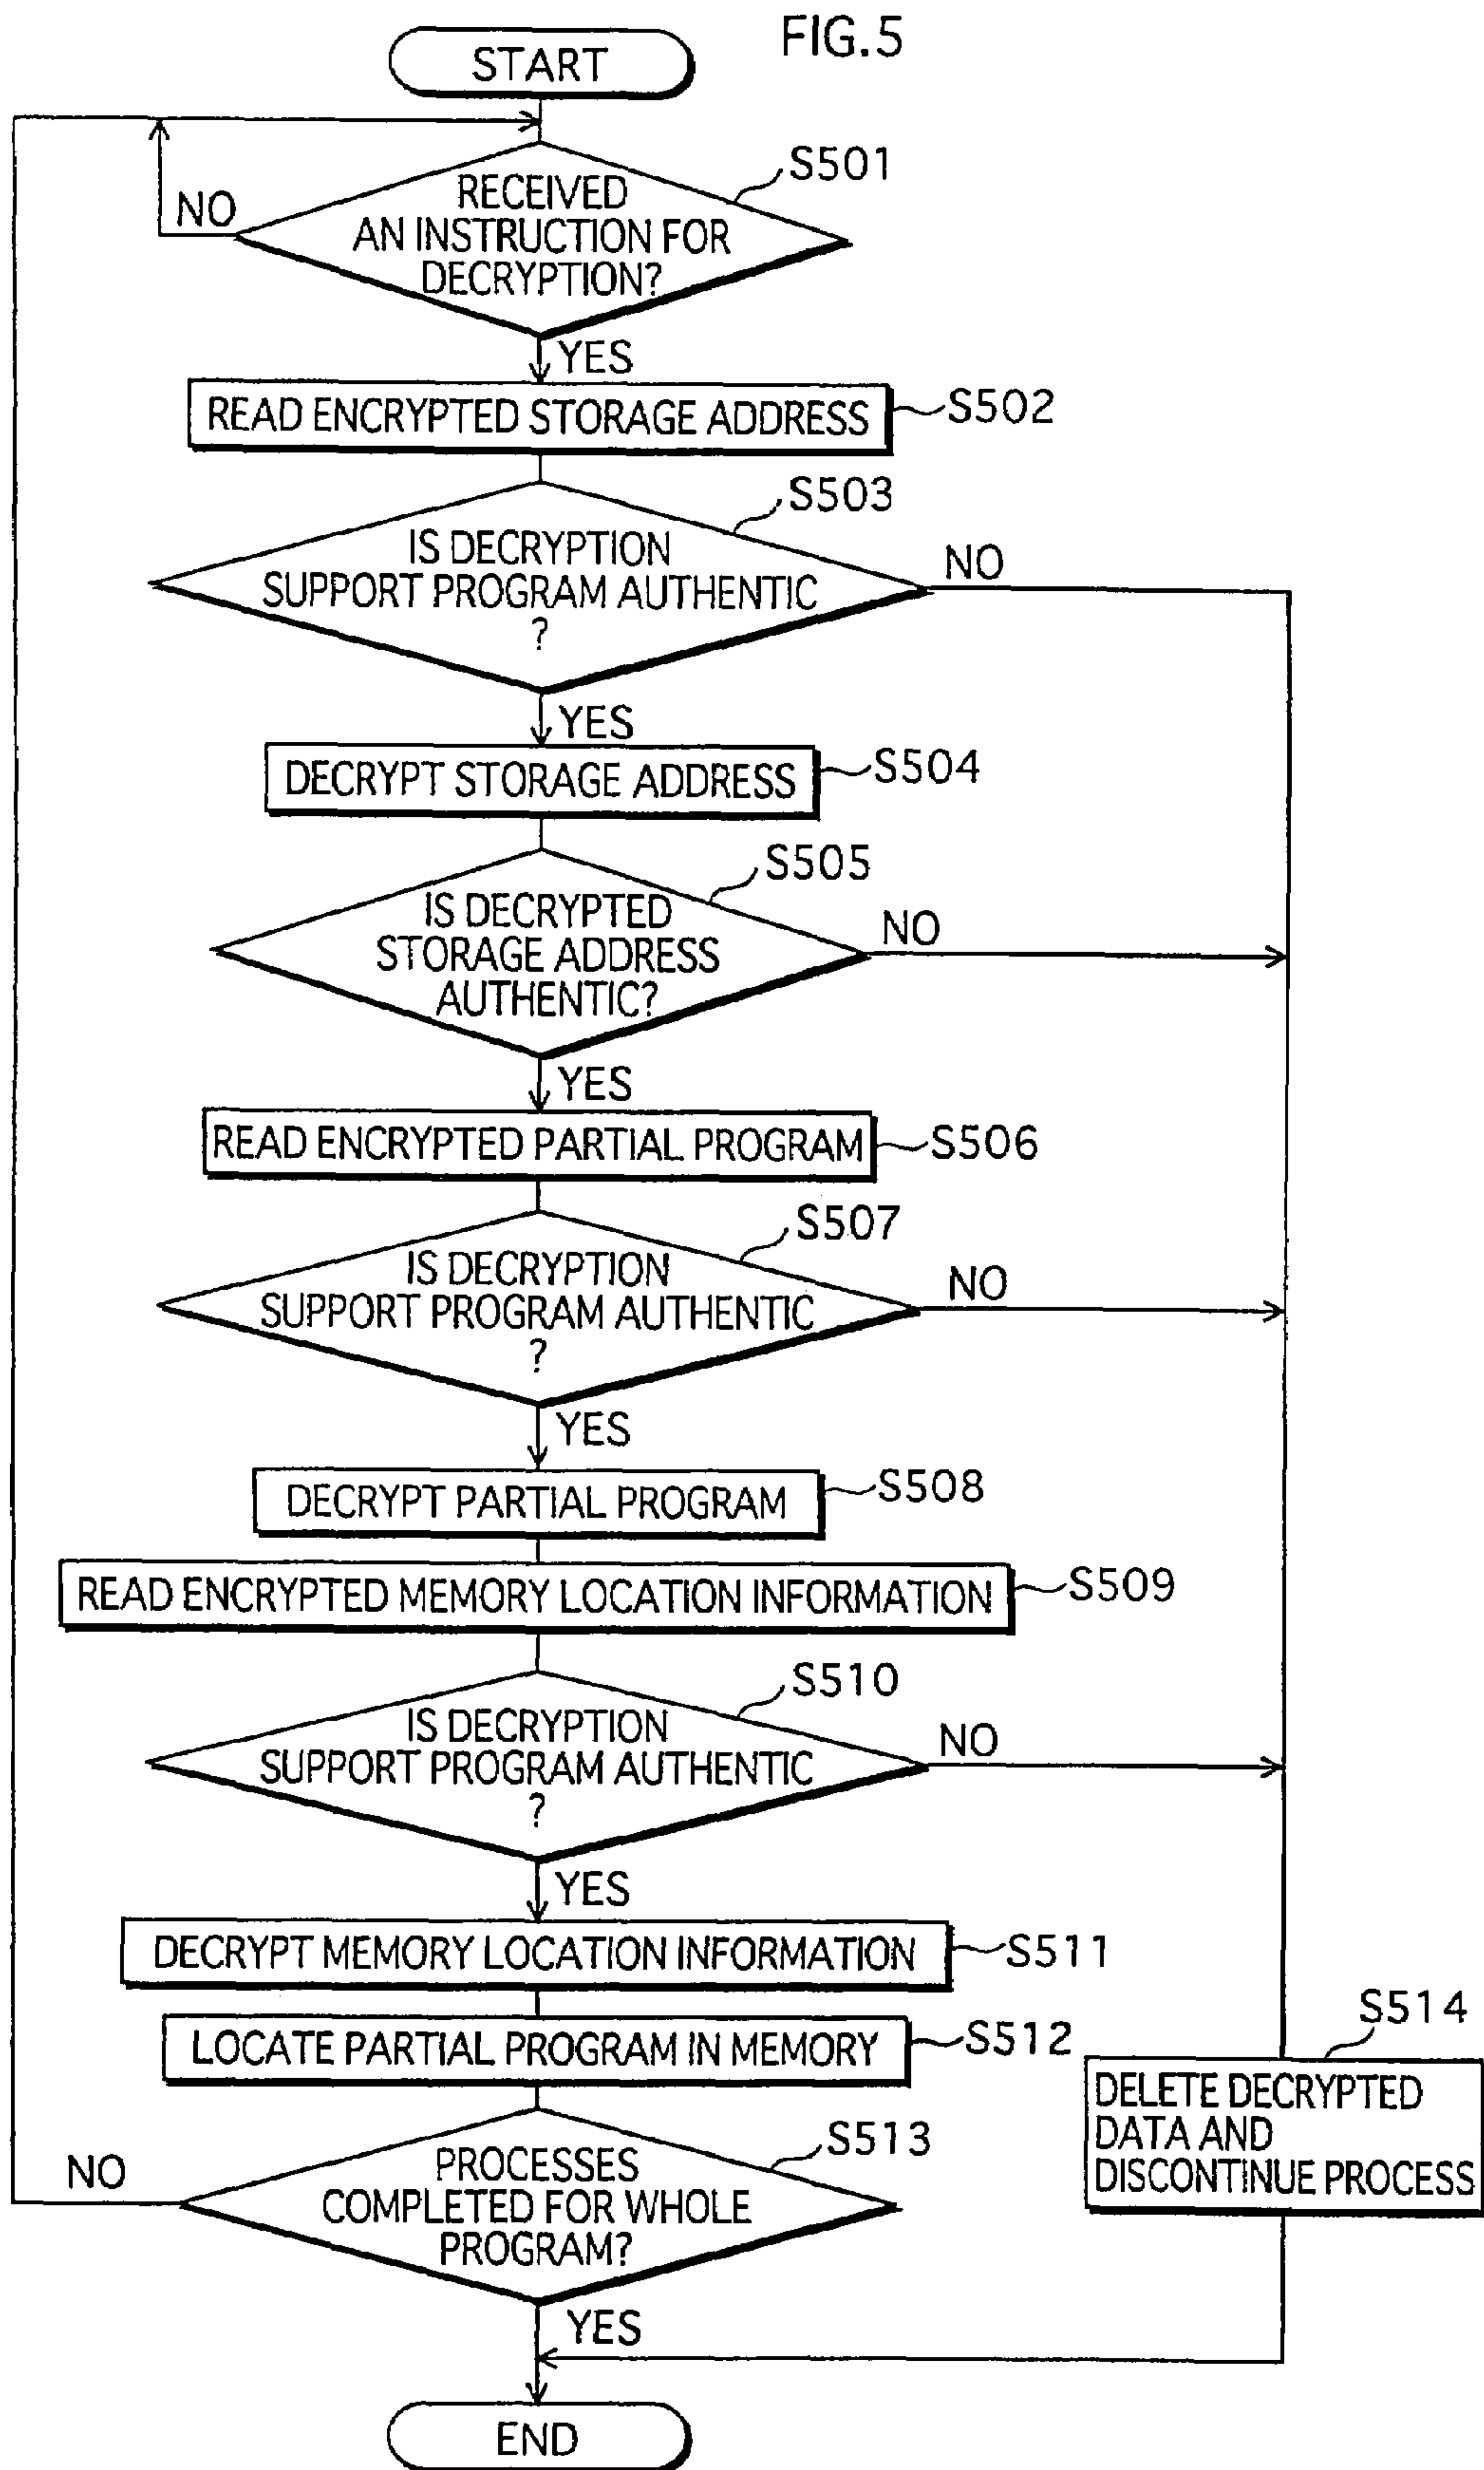 FIG.5
START
S501
RECEIVED
AN INSTRUCTION FOR
DECRYPTION?
NO
YES
READ ENCRYPTED STORAGE ADDRESS
S502
S503
IS DECRYPTION
SUPPORT PROGRAM AUTHENTIC
?
NO
YES
DECRYPT STORAGE ADDRESS
S504
S505
IS DECRYPTED
STORAGE ADDRESS
AUTHENTIC?
NO
YES
READ ENCRYPTED PARTIAL PROGRAM
S506
S507
IS DECRYPTION
SUPPORT PROGRAM AUTHENTIC
?
NO
YES
DECRYPT PARTIAL PROGRAM
S508
READ ENCRYPTED MEMORY LOCATION INFORMATION
S509
S510
IS DECRYPTION
SUPPORT PROGRAM AUTHENTIC
?
NO
YES
DECRYPT MEMORY LOCATION INFORMATION
S511
LOCATE PARTIAL PROGRAM IN MEMORY
S512
S514
DELETE DECRYPTED
DATA AND
DISCONTINUE PROCESS
S513
PROCESSES
COMPLETED FOR WHOLE
PROGRAM?
NO
YES
END